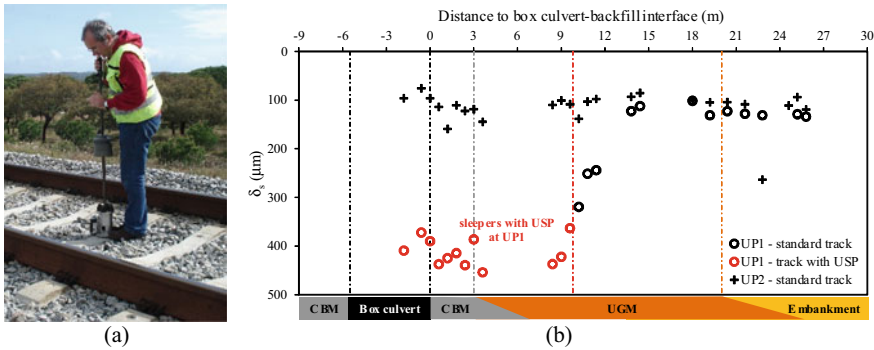 Distance to box culvert-backfill interface (m)
-9 -6 -3 0 3 6 9 12 15 18 21 24 27 30
0
100
200
300
400
500
δs (μm)
sleepers with USP
at UP1
UP1 - standard track
UP1 - track with USP
UP2 - standard track
CBM Box culvert CBM UGM Embankment
(a) (b)